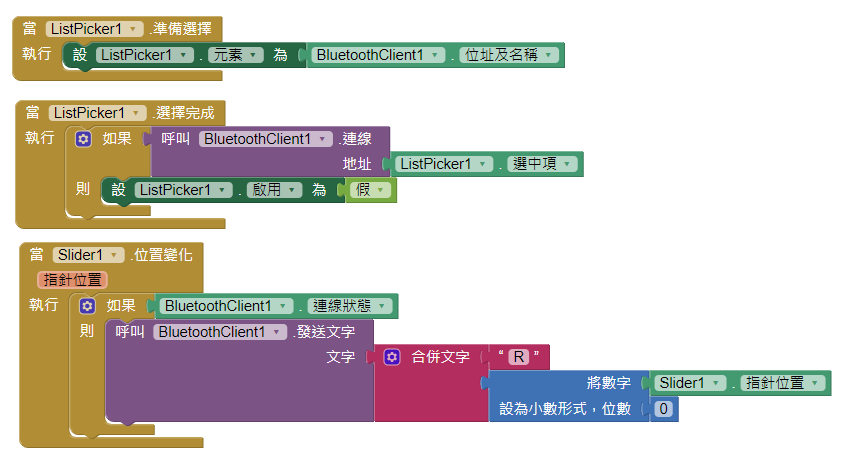 當 ListPicker1 .準備選擇
執行 設 ListPicker1 . 元素 為 BluetoothClient1 . 位址及名稱
當 ListPicker1 .選擇完成
執行 如果 呼叫 BluetoothClient1 .連線
地址 ListPicker1 . 選中項
則 設 ListPicker1 . 啟用 為 假
當 Slider1 .位置變化
指針位置
執行 如果 BluetoothClient1 . 連線狀態
則 呼叫 BluetoothClient1 .發送文字
文字 合併文字 “ R ”
將數字 Slider1 . 指針位置
設為小數形式，位數 0